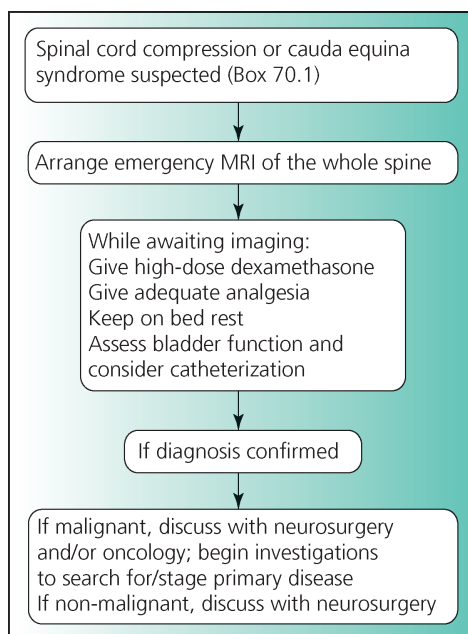 Spinal cord compression or cauda equina
syndrome suspected (Box 70.1)
Arrange emergency MRI of the whole spine
While awaiting imaging:
Give high-dose dexamethasone
Give adequate analgesia
Keep on bed rest
Assess bladder function and
consider catheterization
If diagnosis confirmed
If malignant, discuss with neurosurgery
and/or oncology; begin investigations
to search for/stage primary disease
If non-malignant, discuss with neurosurgery